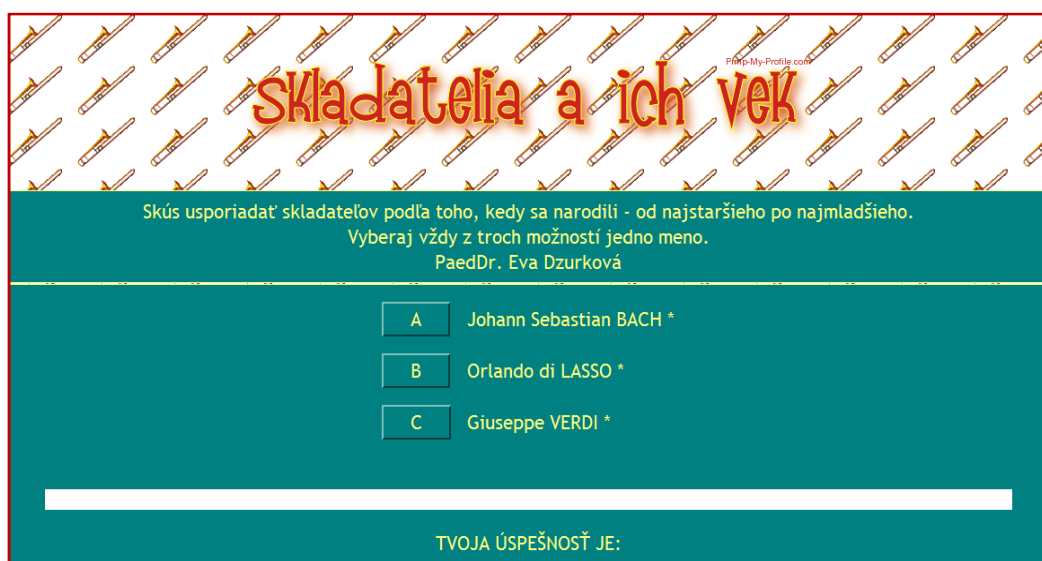 Pimp-My-Profile.com
Skladatelia a ich vek
Skús usporiadať skladateľov podľa toho, kedy sa narodili - od najstaršieho po najmladšieho.
Vyberaj vždy z troch možností jedno meno.
PaedDr. Eva Dzurková
A Johann Sebastian BACH *
B Orlando di LASSO *
C Giuseppe VERDI *
TVOJA ÚSPEŠNOSŤ JE: